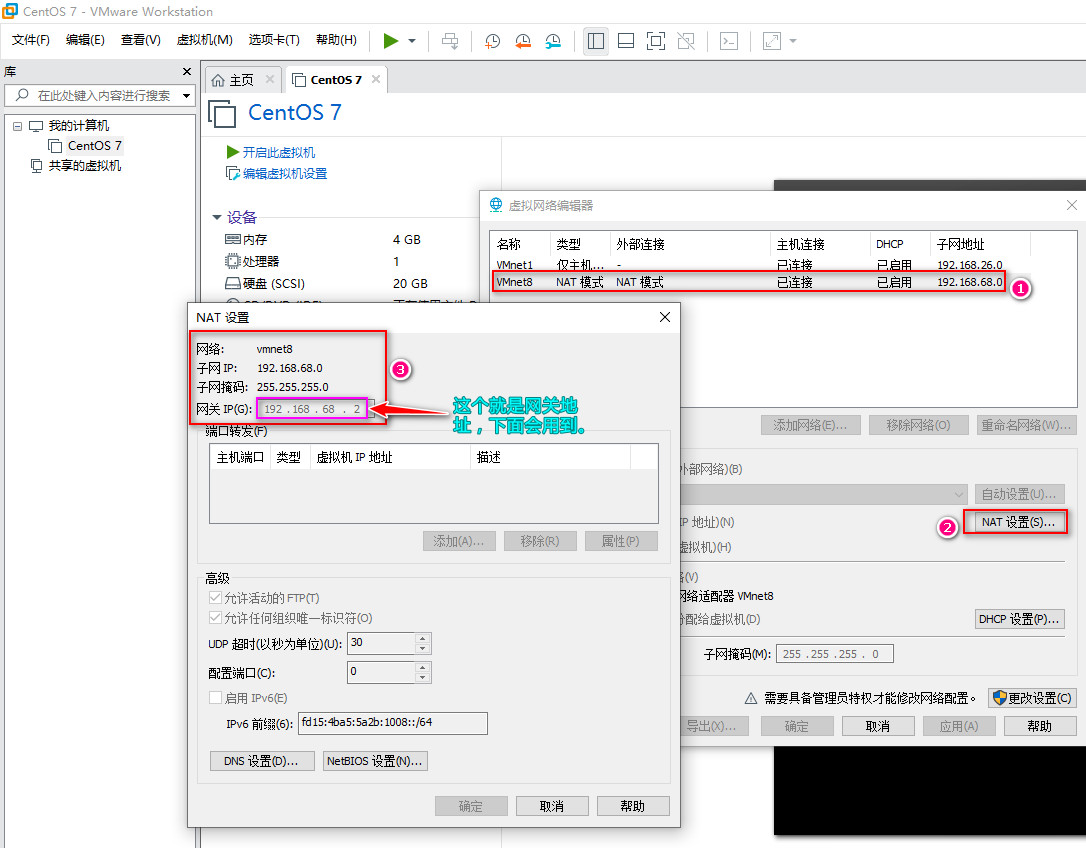 CentOS 7 - VMware Workstation
文件(F) 编辑(E) 查看(V) 虚拟机(M) 选项卡(T) 帮助(H)
库
在此处键入内容进行搜索
我的计算机
CentOS 7
共享的虚拟机
主页 CentOS 7
CentOS 7
开启此虚拟机
编辑虚拟机设置
设备
内存 4 GB
处理器 1
硬盘 (SCSI) 20 GB
虚拟网络编辑器
名称 类型 外部连接 主机连接 DHCP 子网地址
VMnet1 仅主机... - 已连接 已启用 192.168.26.0
VMnet8 NAT 模式 NAT 模式 已连接 已启用 192.168.68.0
1
添加网络(E)... 移除网络(O) 重命名网络(W)...
外部网络)(B)
自动设置(U)...
IP 地址)(N)
2
NAT 设置(S)...
虚拟机)(H)
(V)
网络适配器 VMnet8
配给虚拟机(D)
DHCP 设置(P)...
子网掩码(M): 255 . 255 . 255 . 0
需要具备管理员特权才能修改网络配置。
更改设置(C)
导出(X)... 确定 取消 应用(A) 帮助
NAT 设置
网络: vmnet8
子网 IP: 192.168.68.0
子网掩码: 255.255.255.0
网关 IP(G): 192 . 168 . 68 . 2
3
这个就是网关地
址，下面会用到。
端口转发(F)
主机端口 类型 虚拟机 IP 地址 描述
添加(A)... 移除(R) 属性(P)
高级
允许活动的 FTP(T)
允许任何组织唯一标识符(O)
UDP 超时(以秒为单位)(U): 30
配置端口(C): 0
启用 IPv6(E)
IPv6 前缀(6): fd15:4ba5:5a2b:1008::/64
DNS 设置(D)... NetBIOS 设置(N)...
确定 取消 帮助